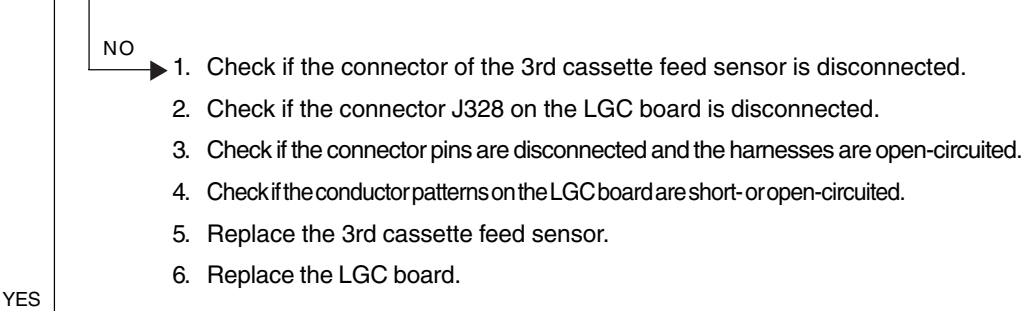 NO
1. Check if the connector of the 3rd cassette feed sensor is disconnected.
2. Check if the connector J328 on the LGC board is disconnected.
3. Check if the connector pins are disconnected and the harnesses are open-circuited.
4. Check if the conductor patterns on the LGC board are short- or open-circuited.
5. Replace the 3rd cassette feed sensor.
6. Replace the LGC board.
YES